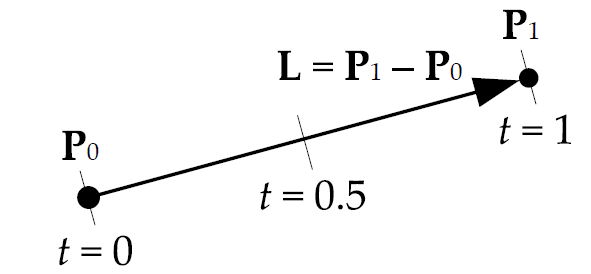 P1
L = P1 – P0
P0
t = 1
t = 0.5
t = 0